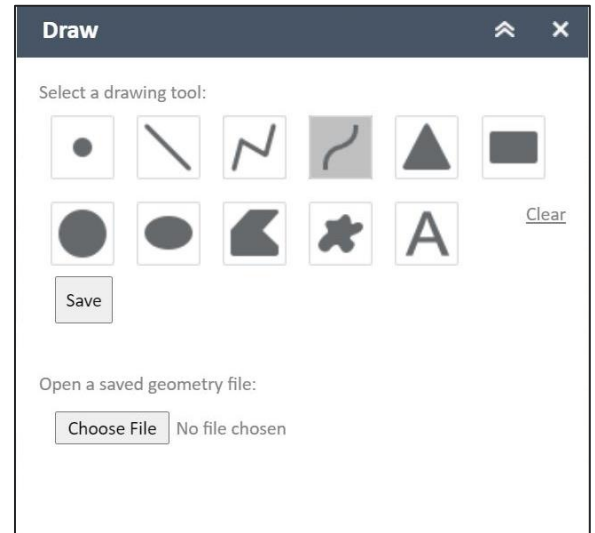 Draw
Select a drawing tool:
A
Clear
Save
Open a saved geometry file:
Choose File No file chosen